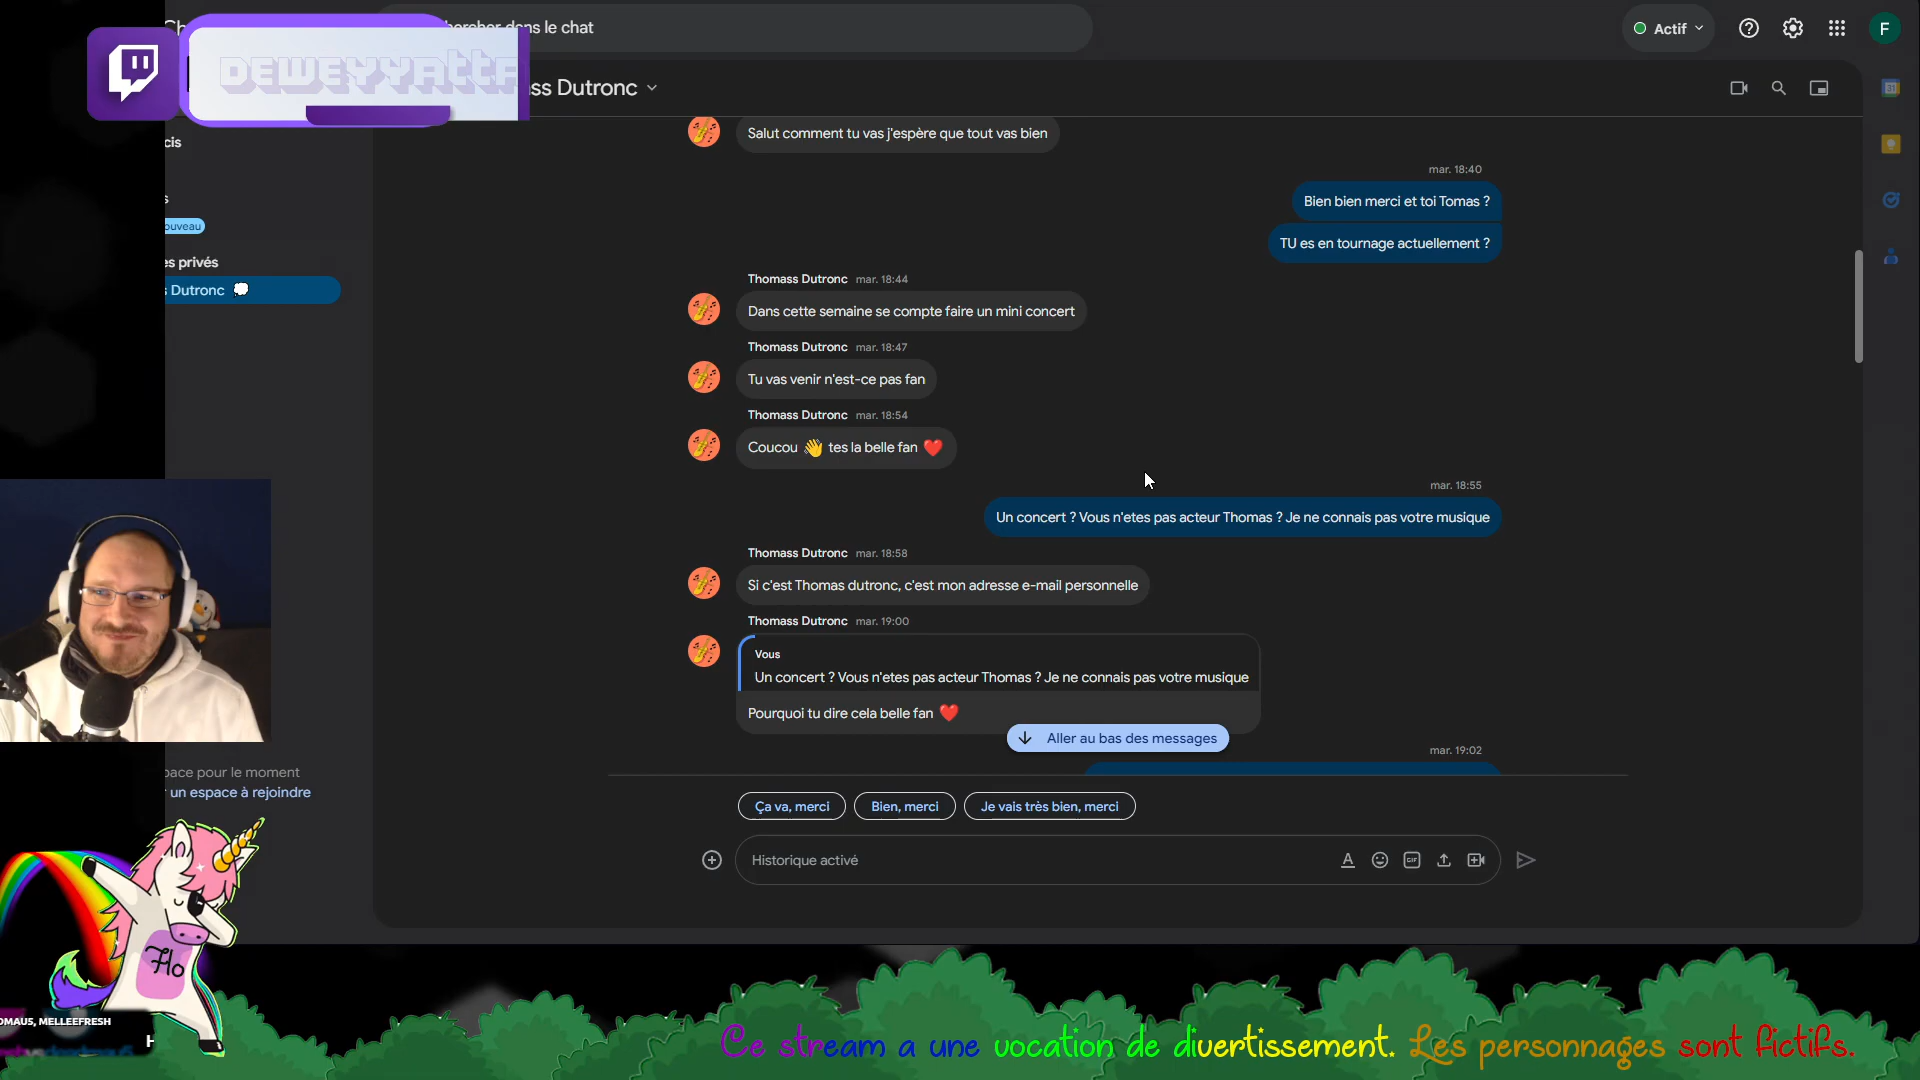 DEWEYYAttA
dans le chat
Actif
F
ss Dutronc
cis
s
ouveau
es privés
s Dutronc 💭
Salut comment tu vas j'espère que tout vas bien
mar. 18:40
Bien bien merci et toi Tomas ?
TU es en tournage actuellement ?
Thomass Dutronc mar. 18:44
Dans cette semaine se compte faire un mini concert
Thomass Dutronc mar. 18:47
Tu vas venir n'est-ce pas fan
Thomass Dutronc mar. 18:54
Coucou 👋 tes la belle fan ❤️
mar. 18:55
Un concert ? Vous n'etes pas acteur Thomas ? Je ne connais pas votre musique
Thomass Dutronc mar. 18:58
Si c'est Thomas dutronc, c'est mon adresse e-mail personnelle
Thomass Dutronc mar. 19:00
Vous
Un concert ? Vous n'etes pas acteur Thomas ? Je ne connais pas votre musique
Pourquoi tu dire cela belle fan ❤️
Aller au bas des messages
mar. 19:02
pace pour le moment
un espace à rejoindre
Ça va, merci
Bien, merci
Je vais très bien, merci
Historique activé
GIF
31
Flo
OMAU5, MELLEEFRESH
H
Ce stream a une vocation de divertissement. Les personnages sont fictifs.